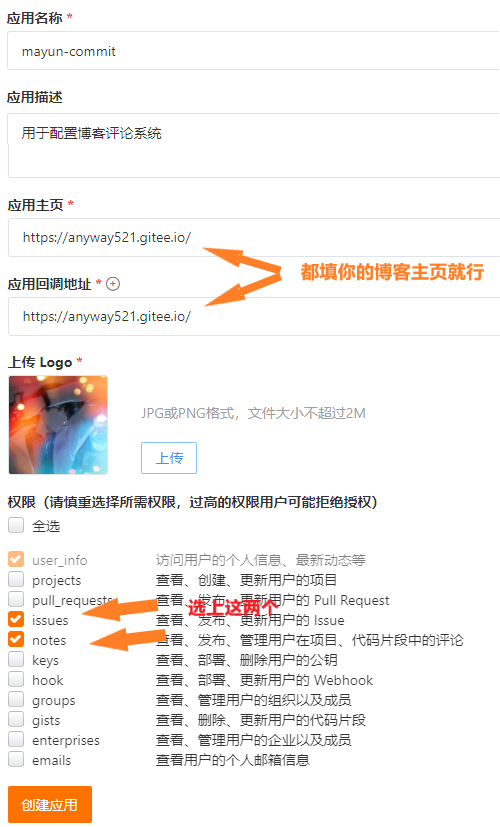 应用名称 *
mayun-commit
应用描述
用于配置博客评论系统
应用主页 *
https://anyway521.gitee.io/
都填你的博客主页就行
应用回调地址 *
https://anyway521.gitee.io/
上传 Logo *
JPG或PNG格式，文件大小不超过2M
上传
权限（请慎重选择所需权限，过高的权限用户可能拒绝授权）
全选
user_info 访问用户的个人信息、最新动态等
projects 查看、创建、更新用户的项目
pull_requests 查看、发布、更新用户的 Pull Request
选上这两个
issues 查看、发布、更新用户的 Issue
notes 查看、发布、管理用户在项目、代码片段中的评论
keys 查看、部署、删除用户的公钥
hook 查看、部署、更新用户的 Webhook
groups 查看、管理用户的组织以及成员
gists 查看、删除、更新用户的代码片段
enterprises 查看、管理用户的企业以及成员
emails 查看用户的个人邮箱信息
创建应用